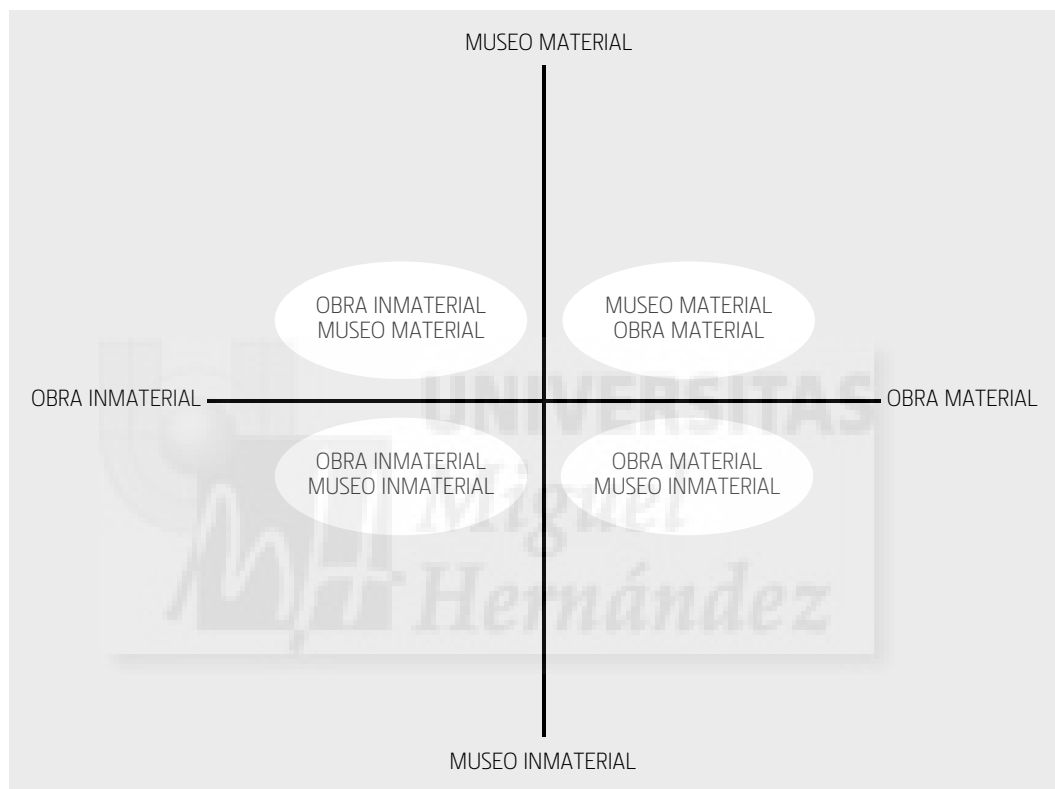 MUSEO MATERIAL
OBRA INMATERIAL
MUSEO MATERIAL
MUSEO MATERIAL
OBRA MATERIAL
OBRA INMATERIAL
OBRA MATERIAL
UNIVERSITAS
Miguel
Hernández
OBRA INMATERIAL
MUSEO INMATERIAL
OBRA MATERIAL
MUSEO INMATERIAL
MUSEO INMATERIAL